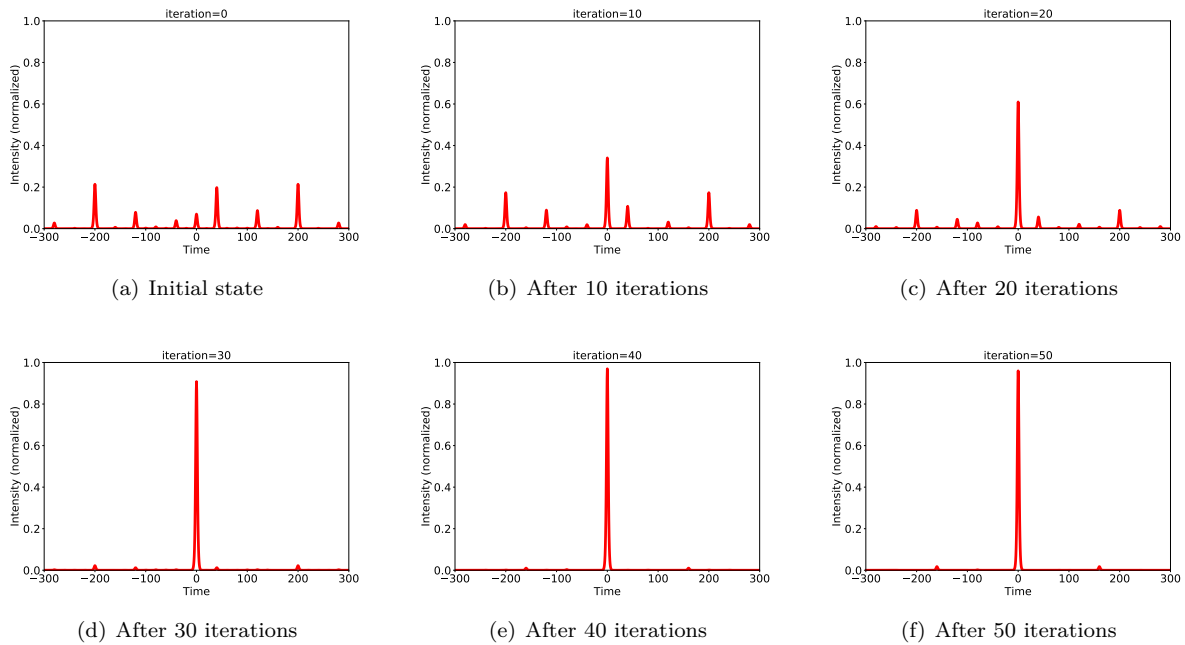 iteration=0
1.0
0.8
0.6
0.4
0.2
0.0
Intensity (normalized)
−300 −200 −100 0 100 200 300
Time
(a) Initial state
iteration=10
1.0
0.8
0.6
0.4
0.2
0.0
Intensity (normalized)
−300 −200 −100 0 100 200 300
Time
(b) After 10 iterations
iteration=20
1.0
0.8
0.6
0.4
0.2
0.0
Intensity (normalized)
−300 −200 −100 0 100 200 300
Time
(c) After 20 iterations
iteration=30
1.0
0.8
0.6
0.4
0.2
0.0
Intensity (normalized)
−300 −200 −100 0 100 200 300
Time
(d) After 30 iterations
iteration=40
1.0
0.8
0.6
0.4
0.2
0.0
Intensity (normalized)
−300 −200 −100 0 100 200 300
Time
(e) After 40 iterations
iteration=50
1.0
0.8
0.6
0.4
0.2
0.0
Intensity (normalized)
−300 −200 −100 0 100 200 300
Time
(f) After 50 iterations